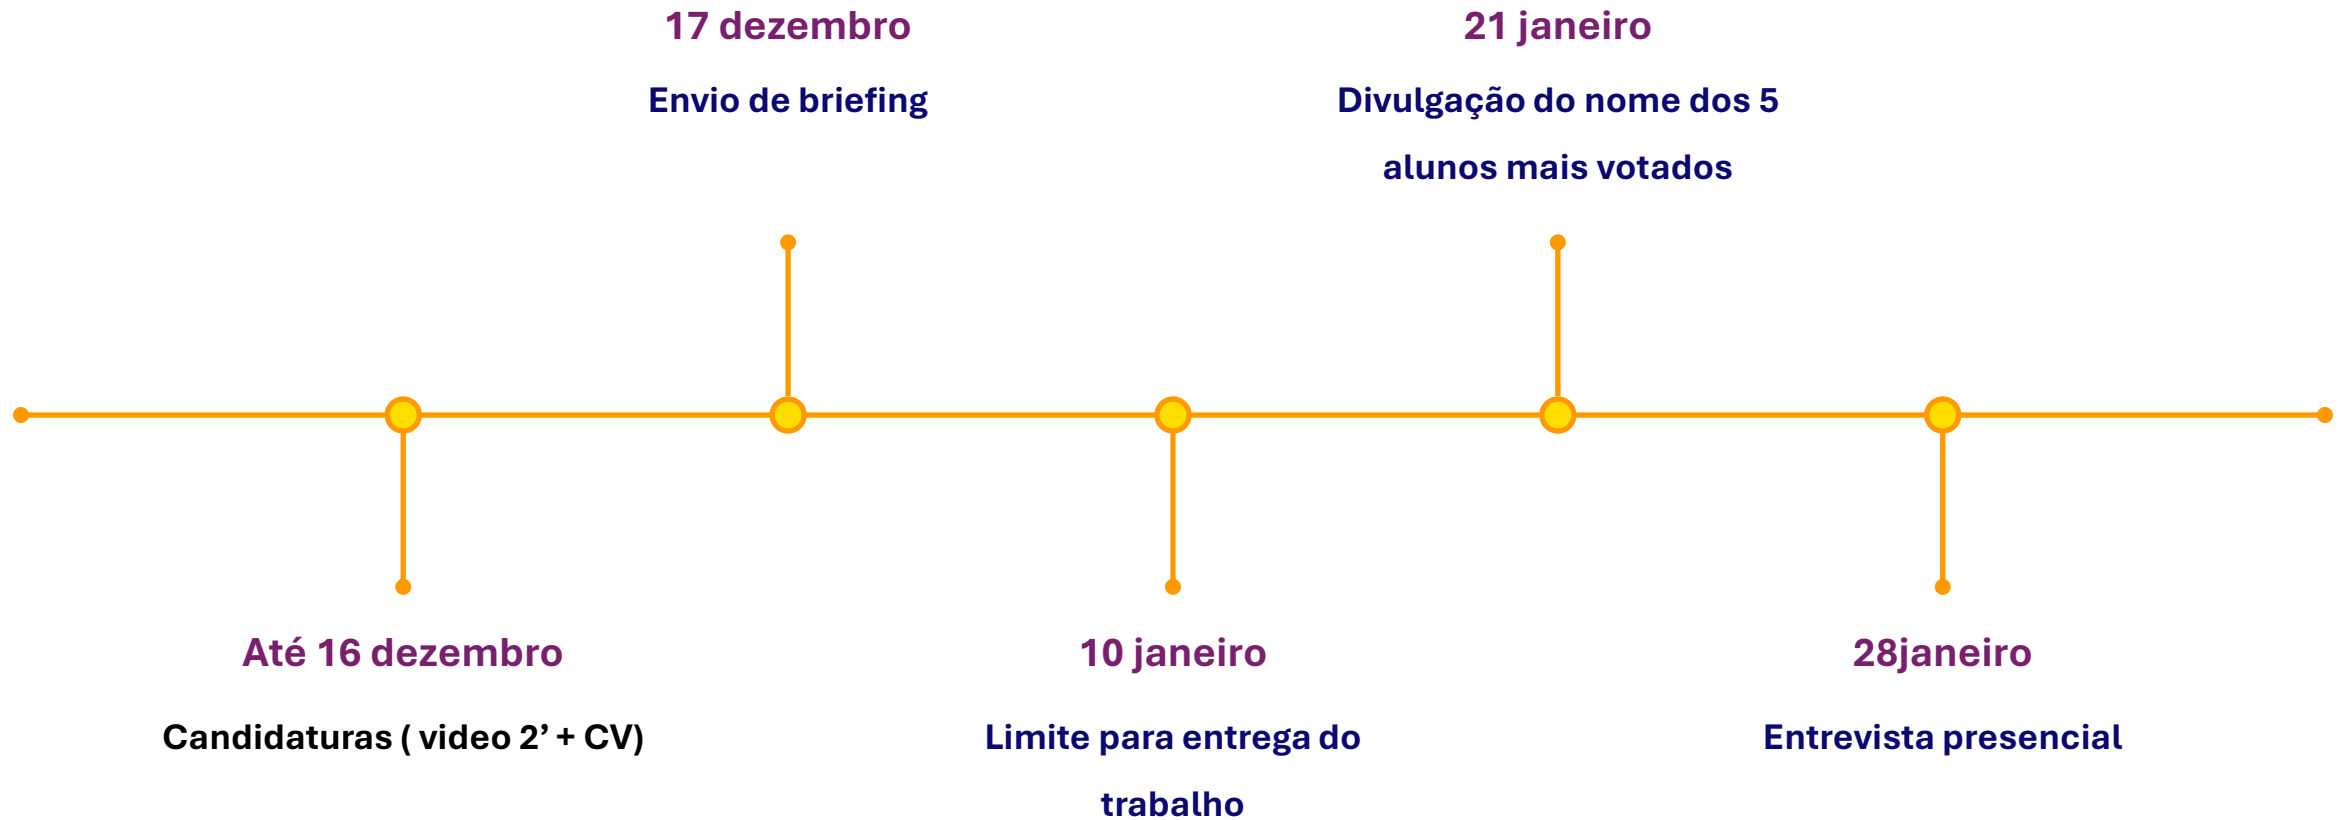 17 dezembro
Envio de briefing
21 janeiro
Divulgação do nome dos 5
alunos mais votados
Até 16 dezembro
Candidaturas ( video 2’ + CV)
10 janeiro
Limite para entrega do
trabalho
28janeiro
Entrevista presencial